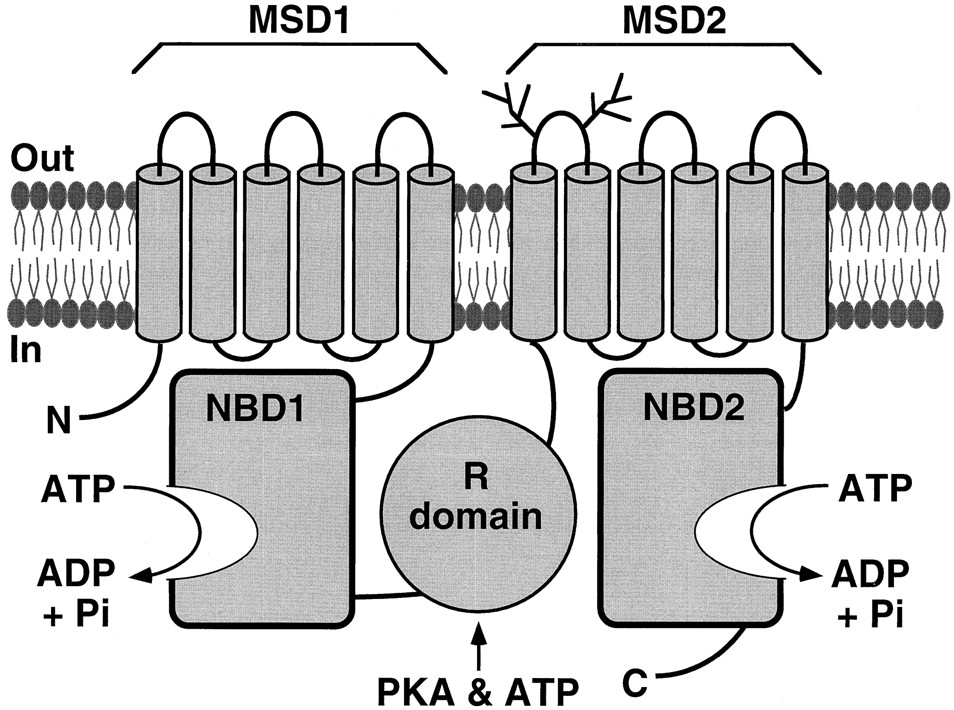 MSD1
MSD2
Out
In
N
NBD1
NBD2
R
domain
ATP
ADP
+ Pi
ATP
ADP
+ Pi
PKA & ATP
C